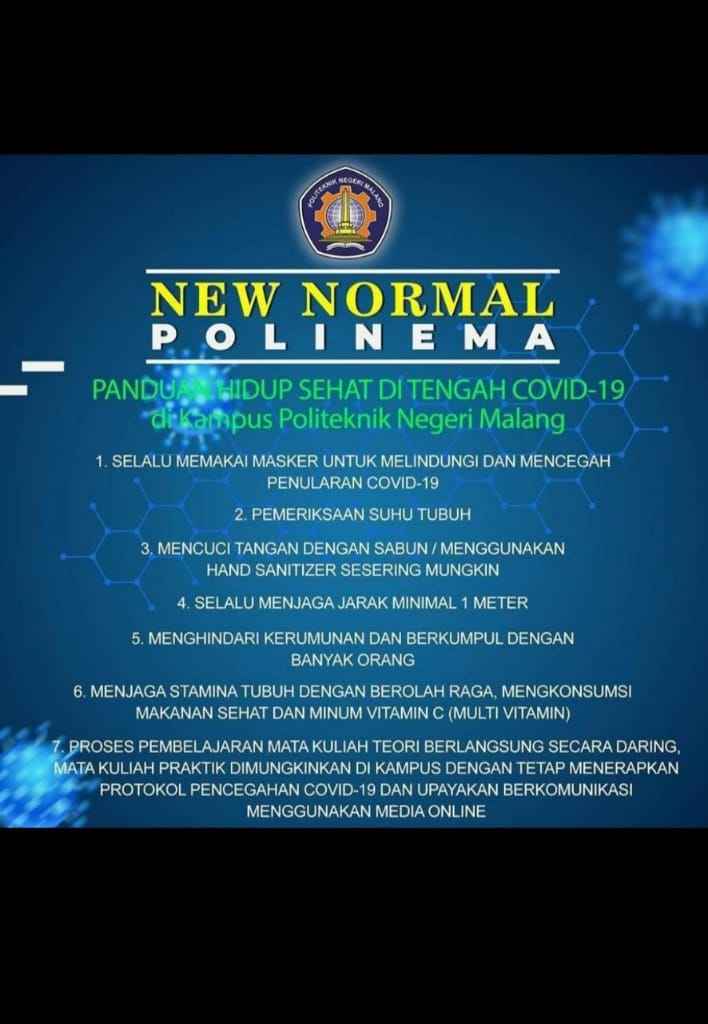 POLITEKNIK NEGERI MALANG
NEW NORMAL
POLINEMA
PANDUAN HIDUP SEHAT DI TENGAH COVID-19
di Kampus Politeknik Negeri Malang
1. SELALU MEMAKAI MASKER UNTUK MELINDUNGI DAN MENCEGAH
PENULARAN COVID-19
2. PEMERIKSAAN SUHU TUBUH
3. MENCUCI TANGAN DENGAN SABUN / MENGGUNAKAN
HAND SANITIZER SESERING MUNGKIN
4. SELALU MENJAGA JARAK MINIMAL 1 METER
5. MENGHINDARI KERUMUNAN DAN BERKUMPUL DENGAN
BANYAK ORANG
6. MENJAGA STAMINA TUBUH DENGAN BEROLAH RAGA, MENGKONSUMSI
MAKANAN SEHAT DAN MINUM VITAMIN C (MULTI VITAMIN)
7. PROSES PEMBELAJARAN MATA KULIAH TEORI BERLANGSUNG SECARA DARING,
MATA KULIAH PRAKTIK DIMUNGKINKAN DI KAMPUS DENGAN TETAP MENERAPKAN
PROTOKOL PENCEGAHAN COVID-19 DAN UPAYAKAN BERKOMUNIKASI
MENGGUNAKAN MEDIA ONLINE